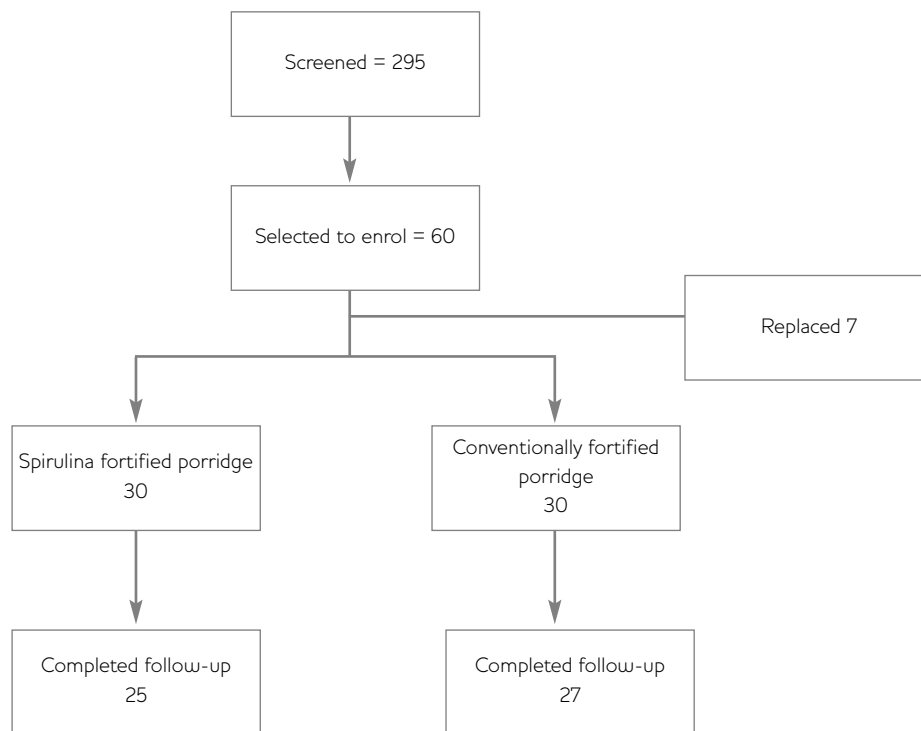 Screened = 295
Selected to enrol = 60
Replaced 7
Spirulina fortified porridge
30
Conventionally fortified
porridge
30
Completed follow-up
25
Completed follow-up
27